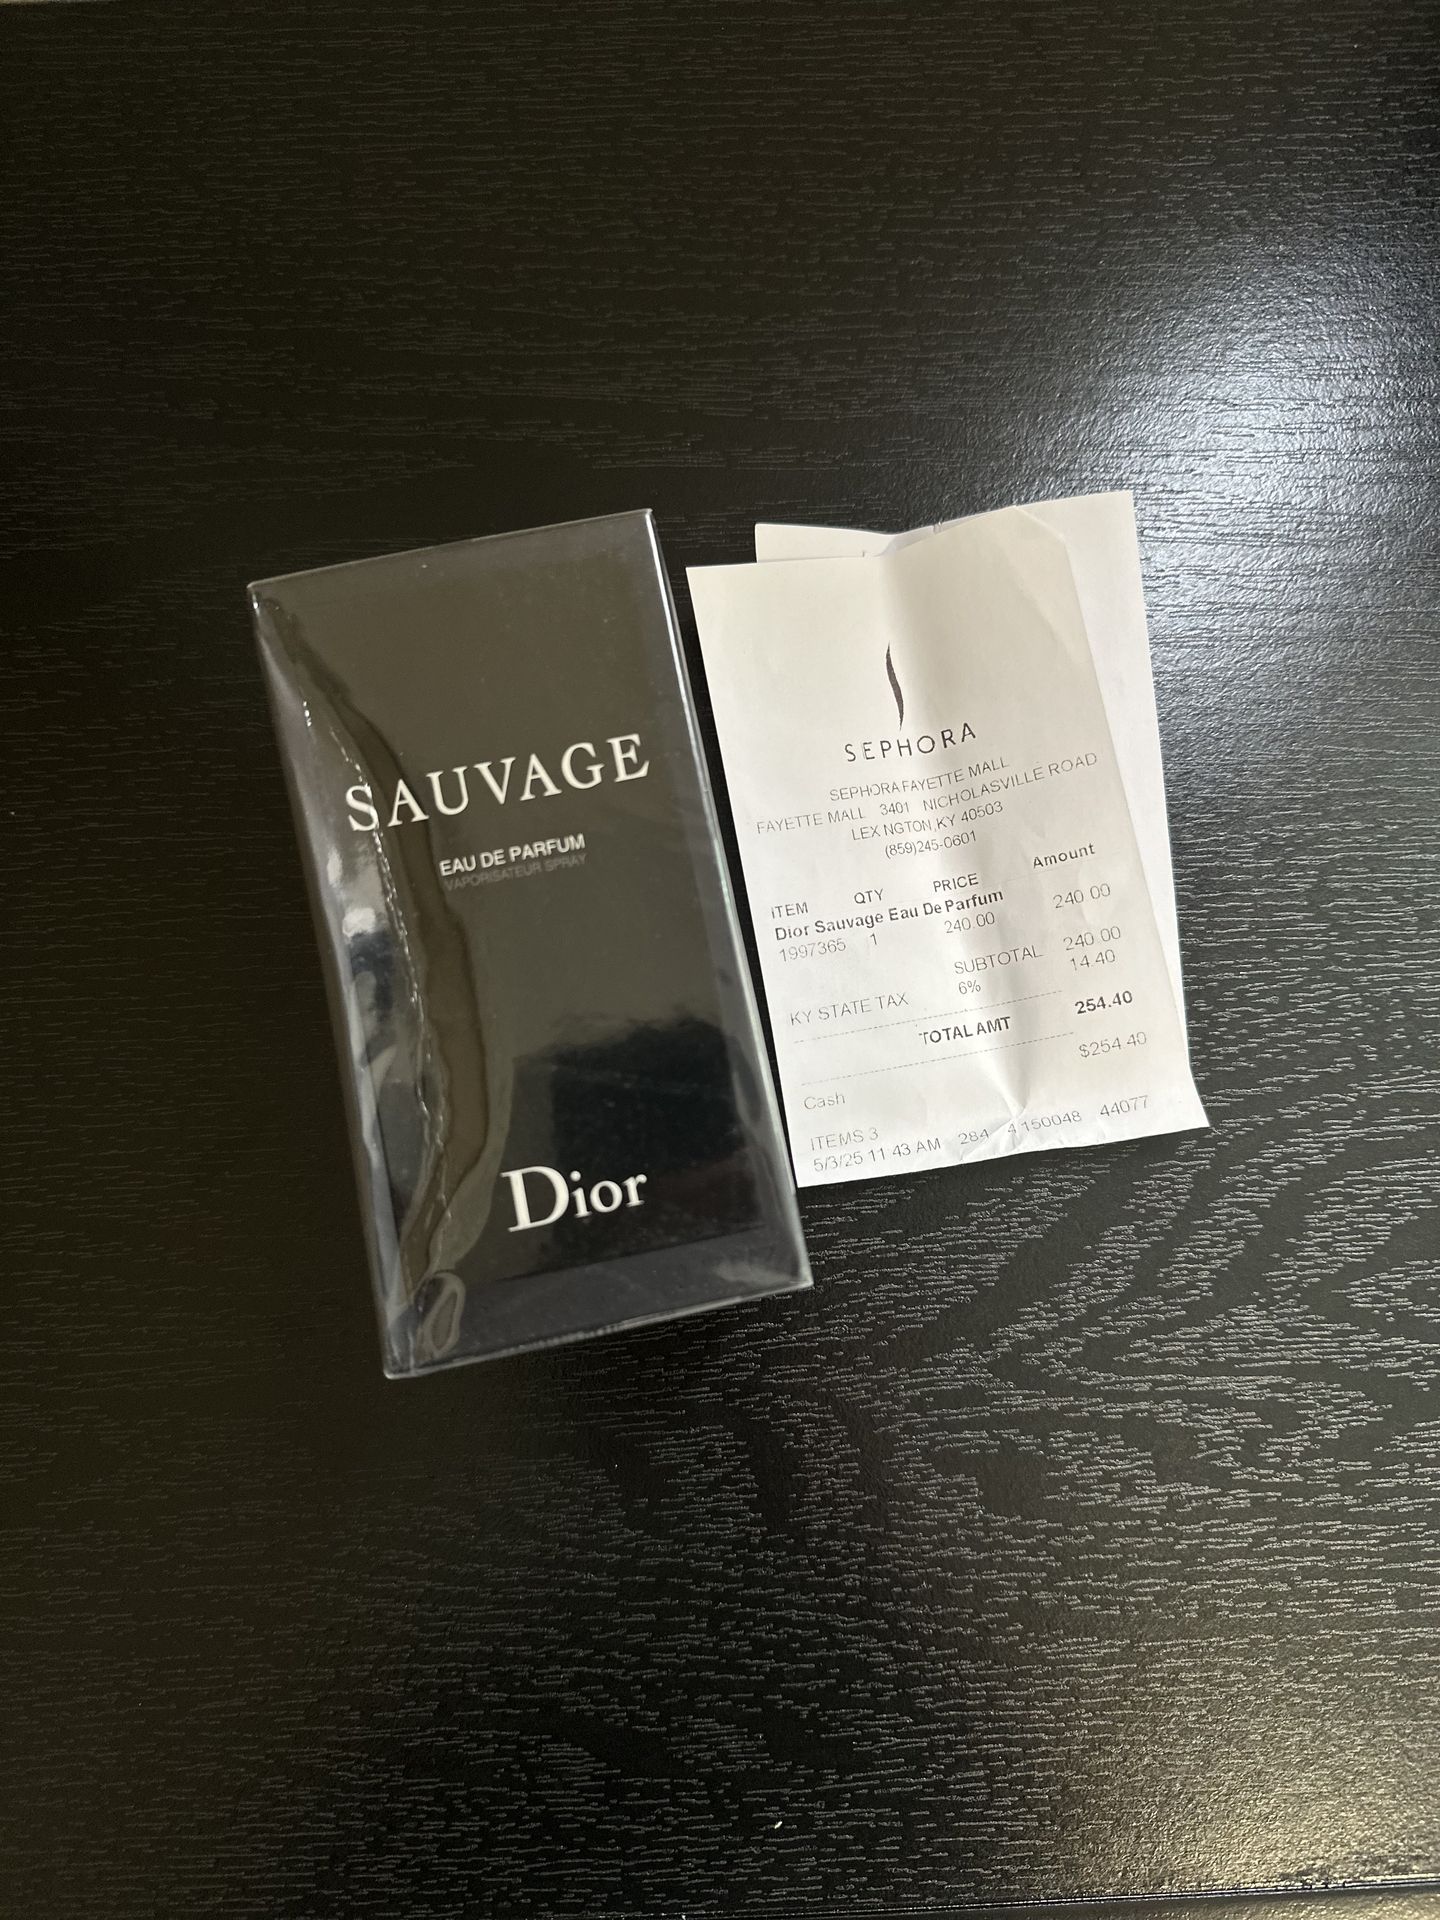 SAUVAGE
EAU DE PARFUM
VAPORISATEUR SPRAY
Dior
SEPHORA
SEPHORA FAYETTE MALL
FAYETTE MALL 3401 NICHOLASVILLE ROAD
LEX NGTON,KY 40503
(859)245-0601
ITEM QTY PRICE Amount
Dior Sauvage Eau De Parfum
1997365 1 240.00 240 00
SUBTOTAL 240 00
KY STATE TAX 6% 14.40
TOTAL AMT 254.40
Cash $254.40
ITEMS 3
5/3/25 11 43 AM 284 4 150048 44077